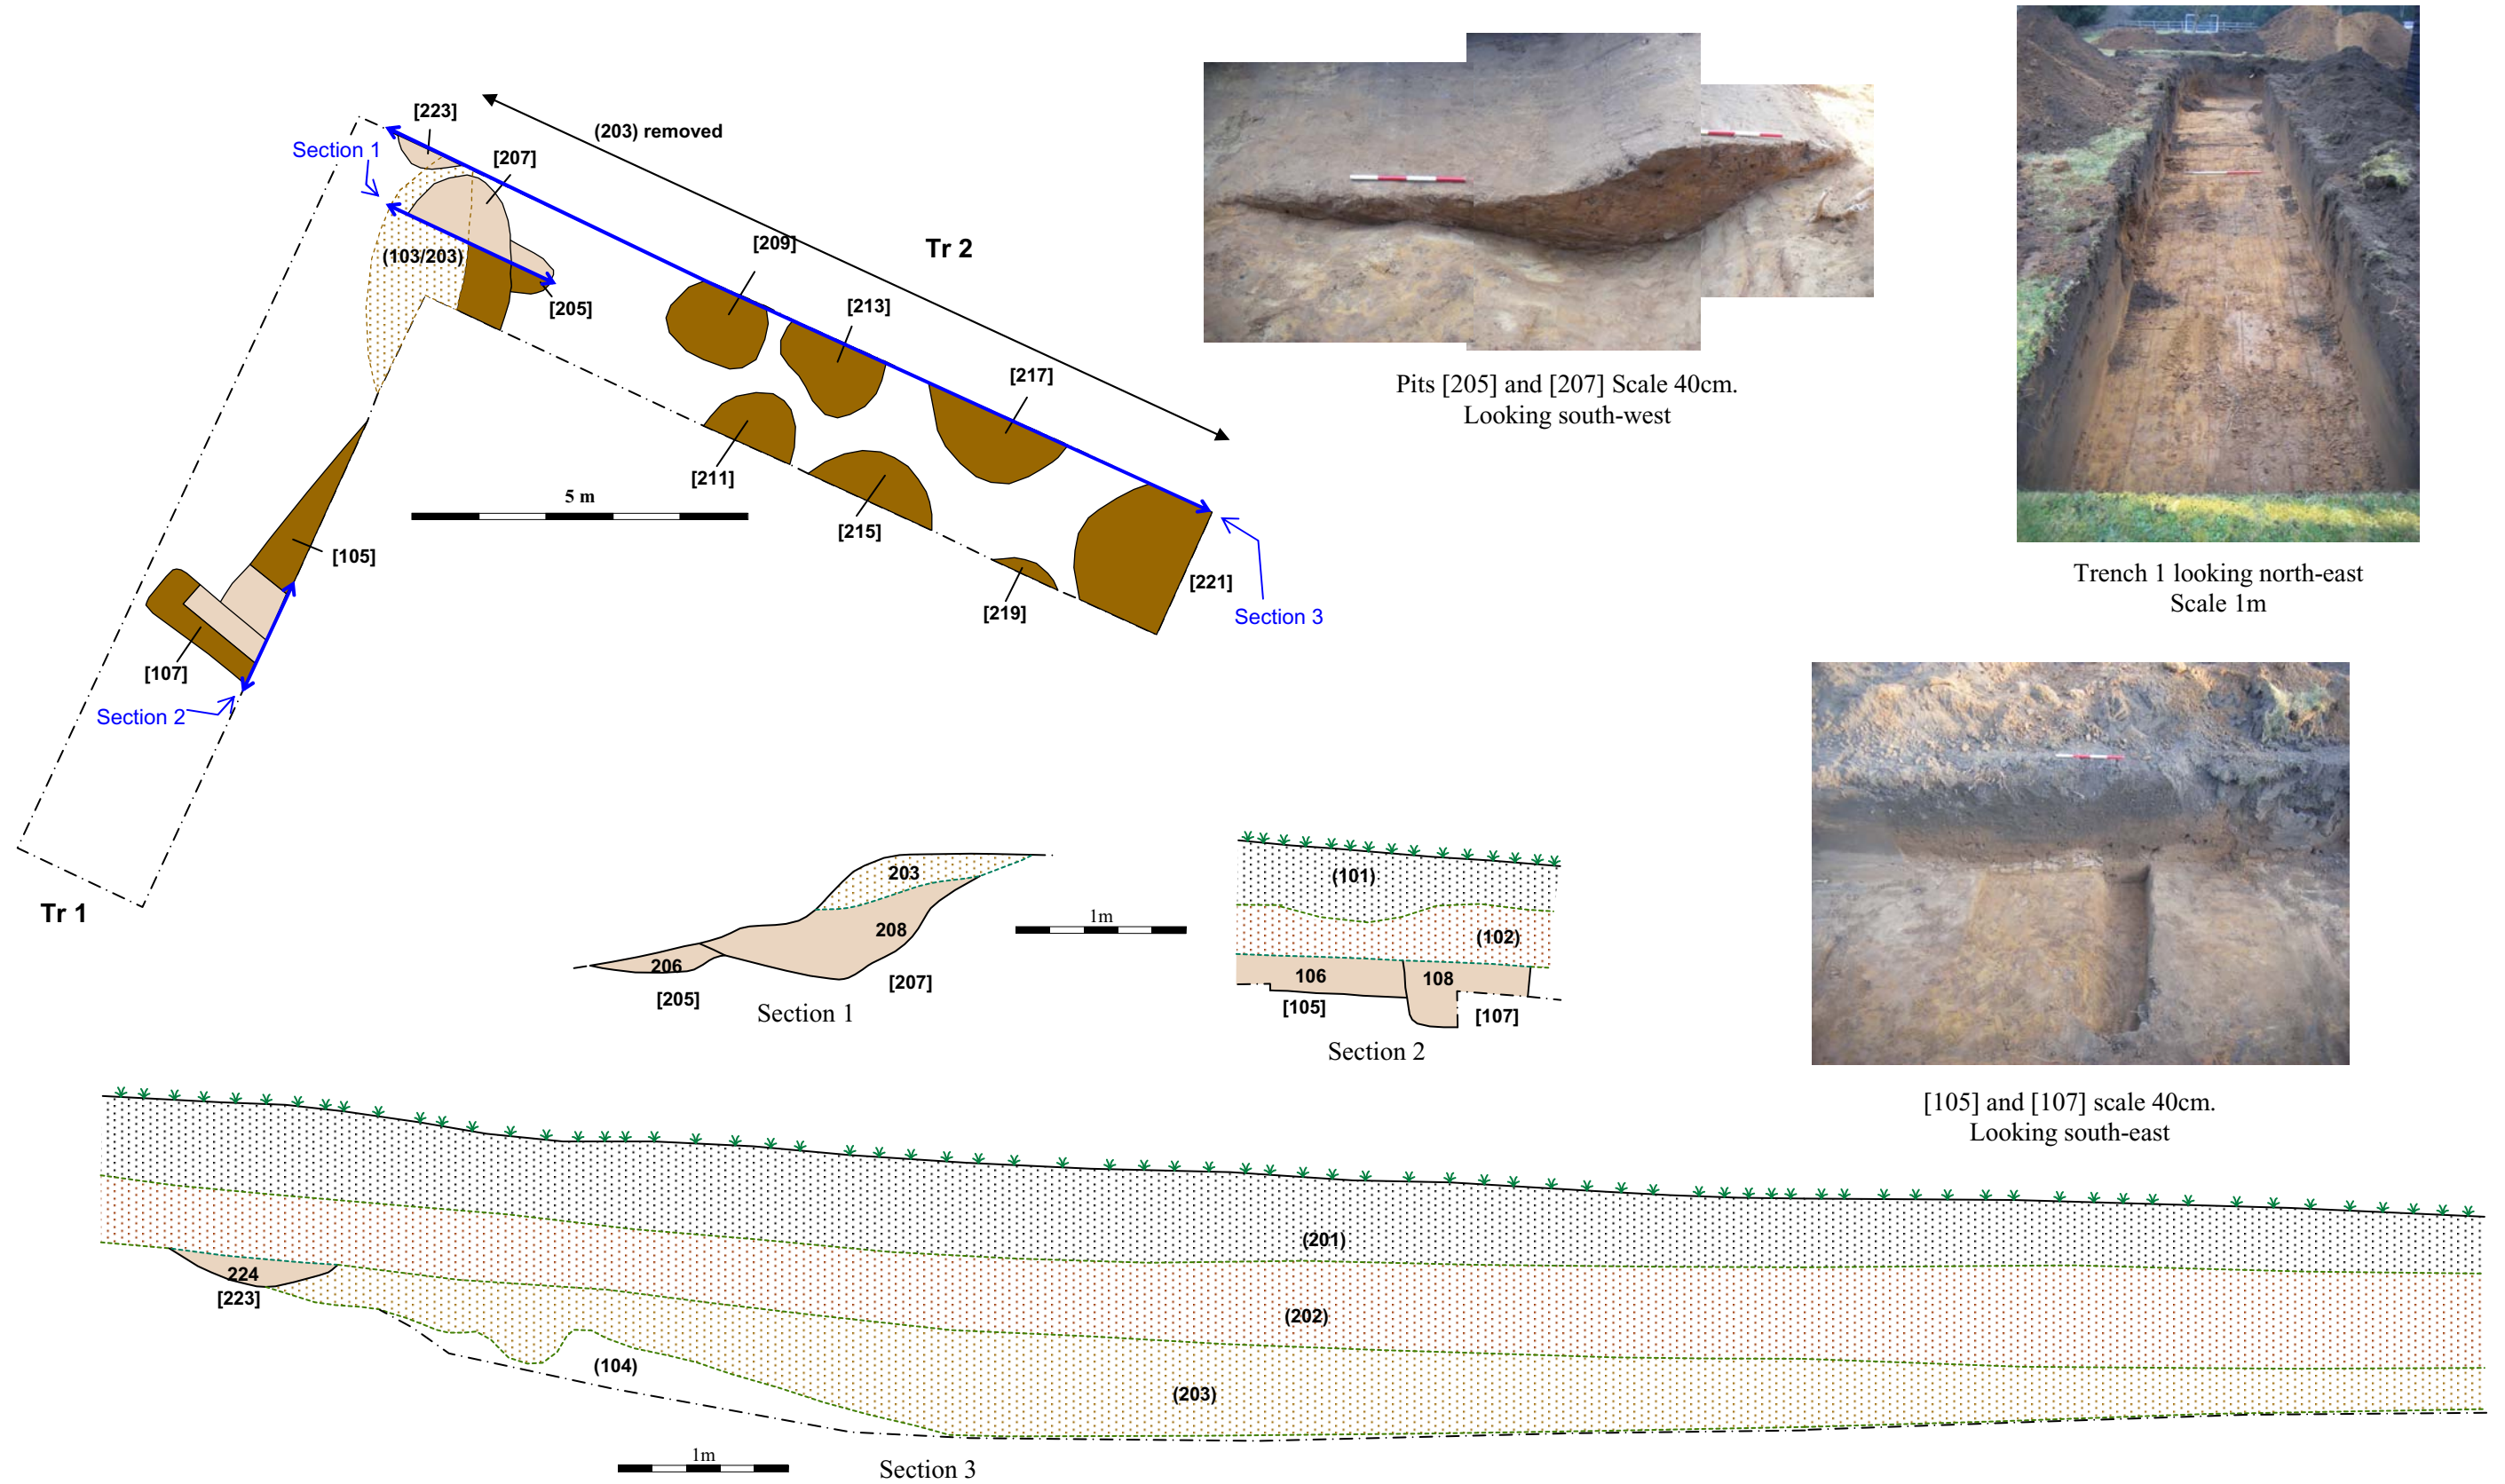 [223]
(203) removed
Section 1
[207]
[209]
Tr 2
(103/203)
[205]
[213]
[217]
[211]
5 m
[215]
[105]
[221]
[219]
Section 3
[107]
Section 2
Tr 1
Pits [205] and [207] Scale 40cm.
Looking south-west
Trench 1 looking north-east
Scale 1m
203
208
206
[207]
[205]
Section 1
1m
(101)
(102)
106
108
[105]
[107]
Section 2
[105] and [107] scale 40cm.
Looking south-east
(201)
224
[223]
(202)
(104)
(203)
1m
Section 3